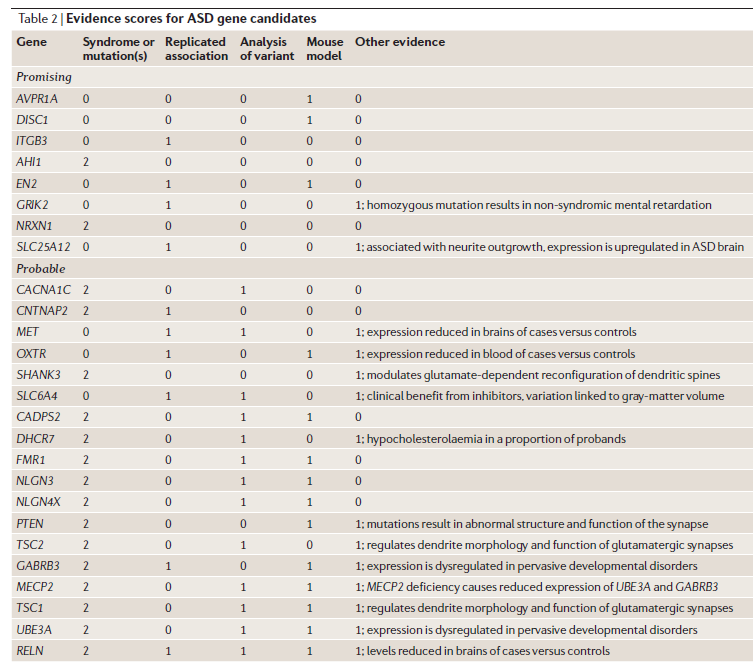 Table 2 | Evidence scores for ASD gene candidates
Gene Syndrome or mutation(s) Replicated association Analysis of variant Mouse model Other evidence
Promising
AVPR1A 0 0 0 1 0
DISC1 0 0 0 1 0
ITGB3 0 1 0 0 0
AHI1 2 0 0 0 0
EN2 0 1 0 1 0
GRIK2 0 1 0 0 1; homozygous mutation results in non-syndromic mental retardation
NRXN1 2 0 0 0 0
SLC25A12 0 1 0 0 1; associated with neurite outgrowth, expression is upregulated in ASD brain
Probable
CACNA1C 2 0 1 0 0
CNTNAP2 2 1 0 0 0
MET 0 1 1 0 1; expression reduced in brains of cases versus controls
OXTR 0 1 0 1 1; expression reduced in blood of cases versus controls
SHANK3 2 0 0 0 1; modulates glutamate-dependent reconfiguration of dendritic spines
SLC6A4 0 1 1 0 1; clinical benefit from inhibitors, variation linked to gray-matter volume
CADPS2 2 0 1 1 0
DHCR7 2 0 1 0 1; hypocholesterolaemia in a proportion of probands
FMR1 2 0 1 1 0
NLGN3 2 0 1 1 0
NLGN4X 2 0 1 1 0
PTEN 2 0 0 1 1; mutations result in abnormal structure and function of the synapse
TSC2 2 0 1 0 1; regulates dendrite morphology and function of glutamatergic synapses
GABRB3 2 1 0 1 1; expression is dysregulated in pervasive developmental disorders
MECP2 2 0 1 1 1; MECP2 deficiency causes reduced expression of UBE3A and GABRB3
TSC1 2 0 1 1 1; regulates dendrite morphology and function of glutamatergic synapses
UBE3A 2 0 1 1 1; expression is dysregulated in pervasive developmental disorders
RELN 2 1 1 1 1; levels reduced in brains of cases versus controls